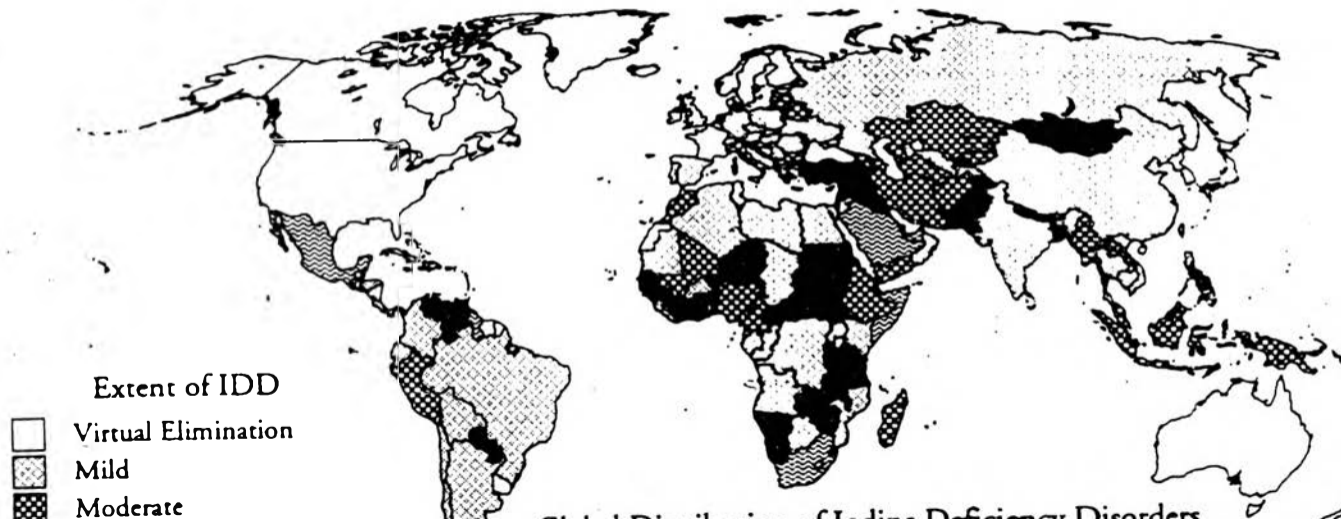 Extent of IDD
Virtual Elimination
Mild
Moderate
Global Distribution of Iodine Deficiency Disorders